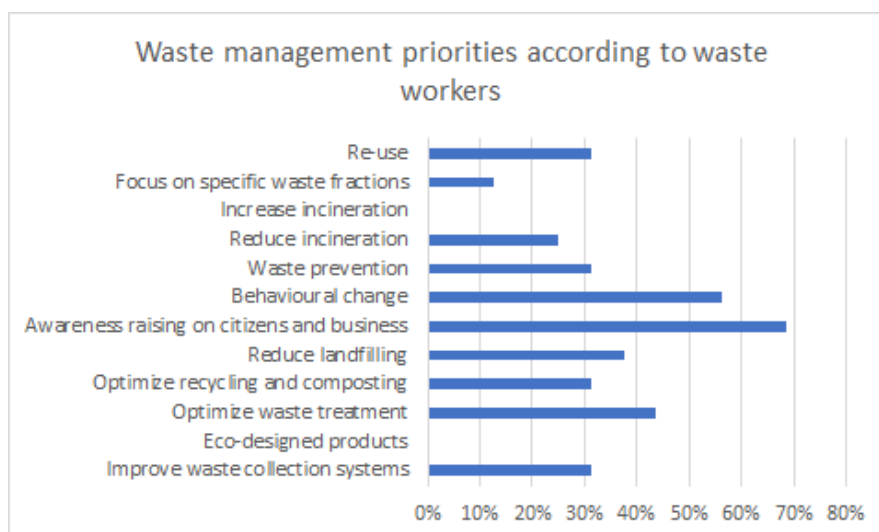 Waste management priorities according to waste
workers
Re-use
Focus on specific waste fractions
Increase incineration
Reduce incineration
Waste prevention
Behavioural change
Awareness raising on citizens and business
Reduce landfilling
Optimize recycling and composting
Optimize waste treatment
Eco-designed products
Improve waste collection systems
0% 10% 20% 30% 40% 50% 60% 70% 80%